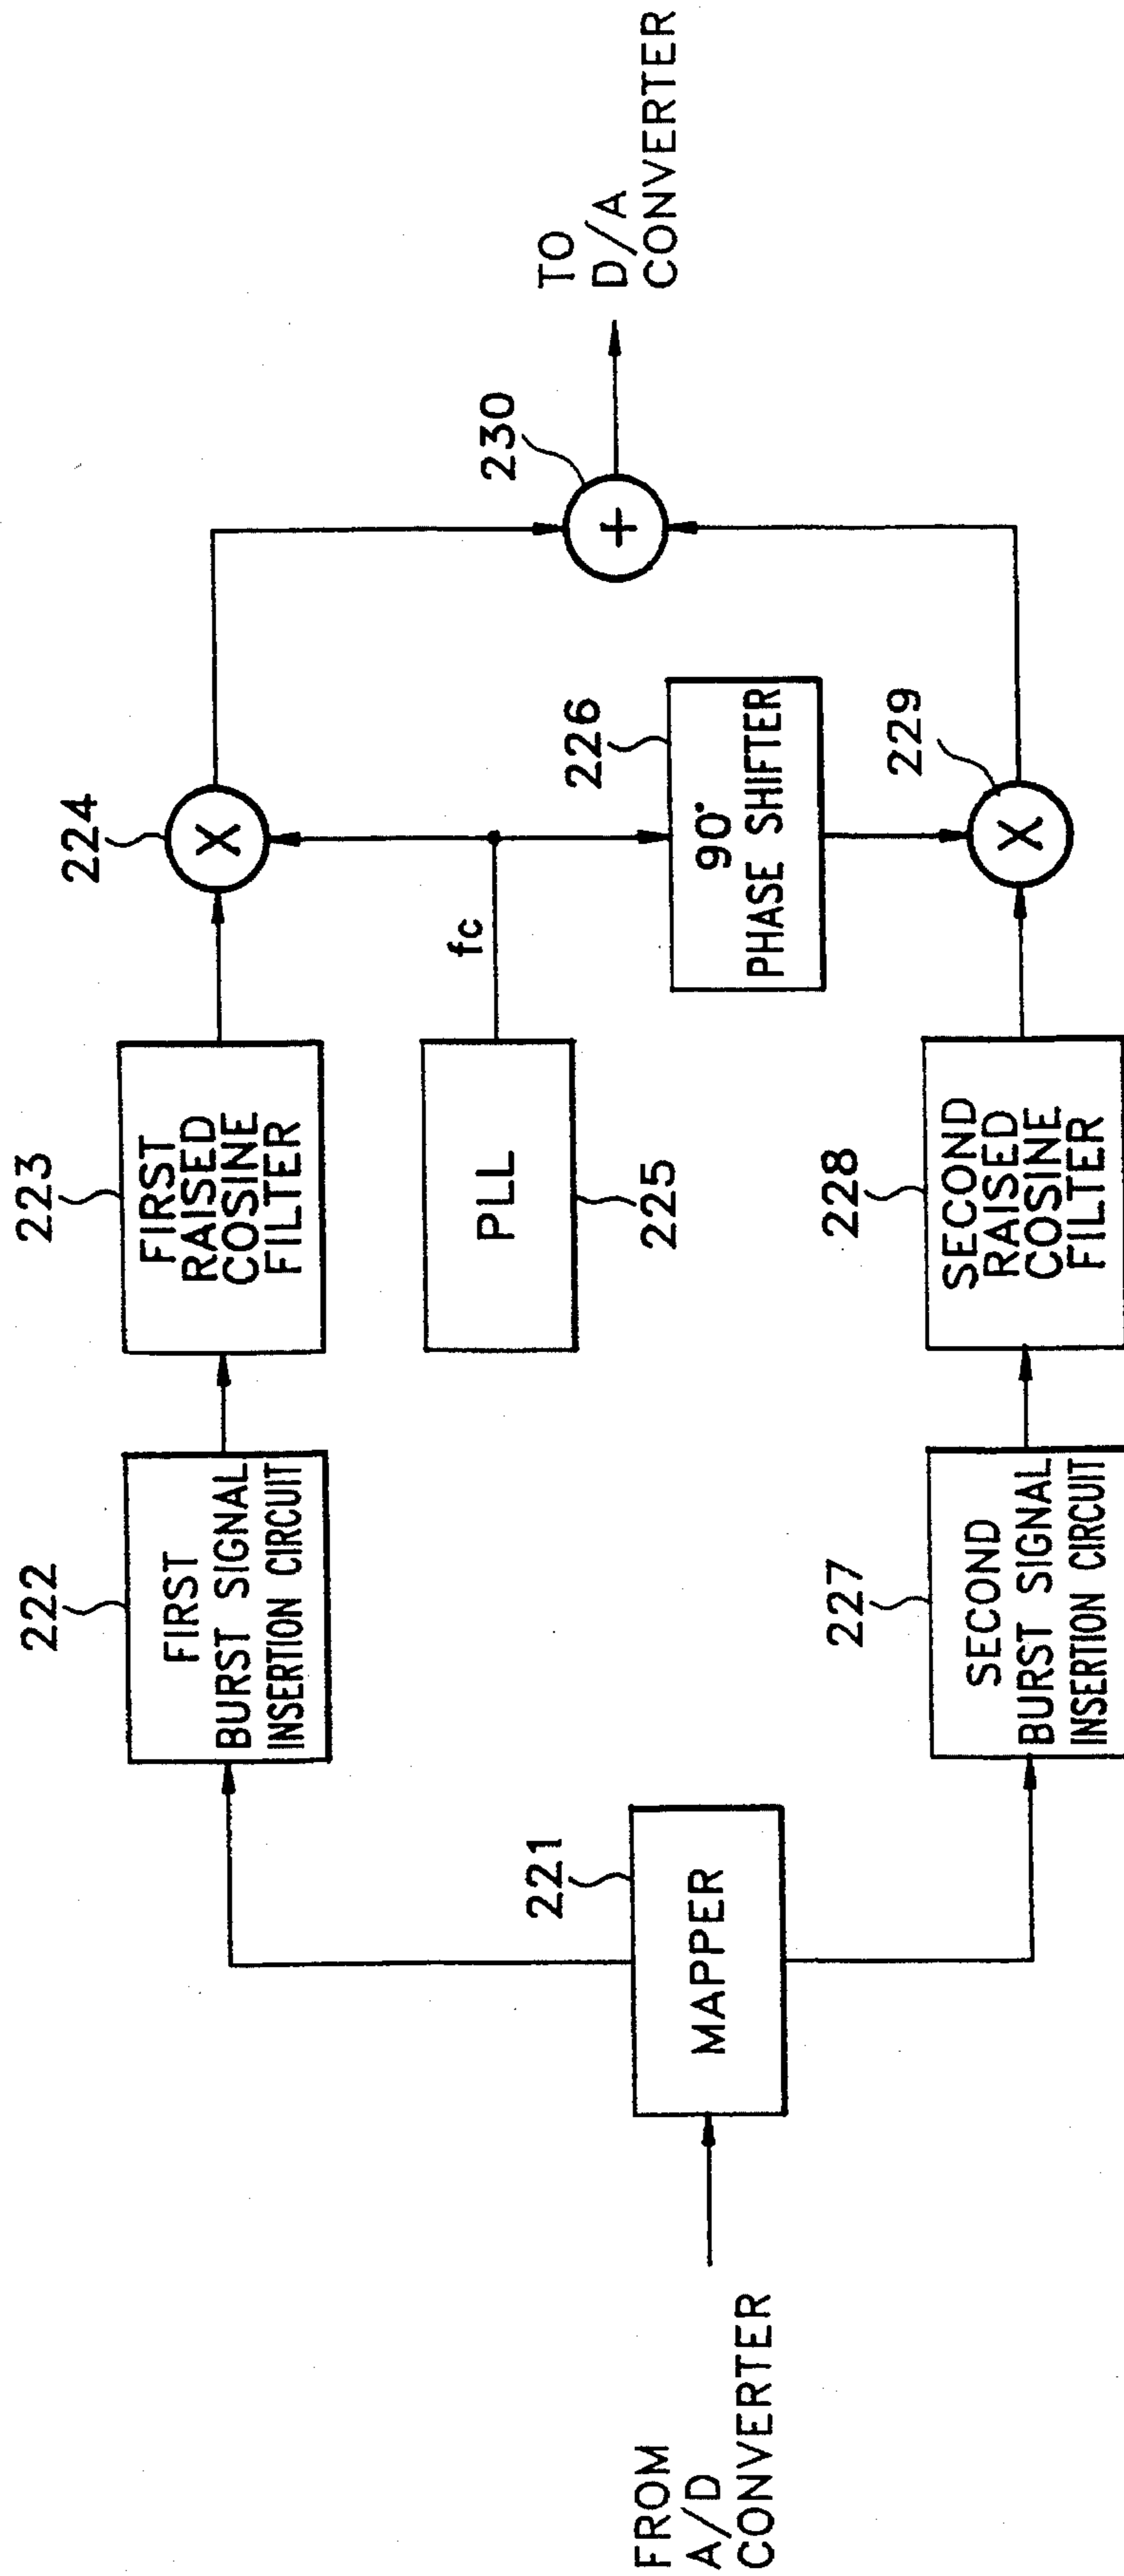 FROM
A/D
CONVERTER
221
MAPPER
222
FIRST
BURST SIGNAL
INSERTION CIRCUIT
223
FIRST
RAISED
COSINE
FILTER
224
X
PLL
225
fc
226
90°
PHASE SHIFTER
227
SECOND
BURST SIGNAL
INSERTION CIRCUIT
228
SECOND
RAISED
COSINE
FILTER
229
X
230
+
TO
D/A
CONVERTER